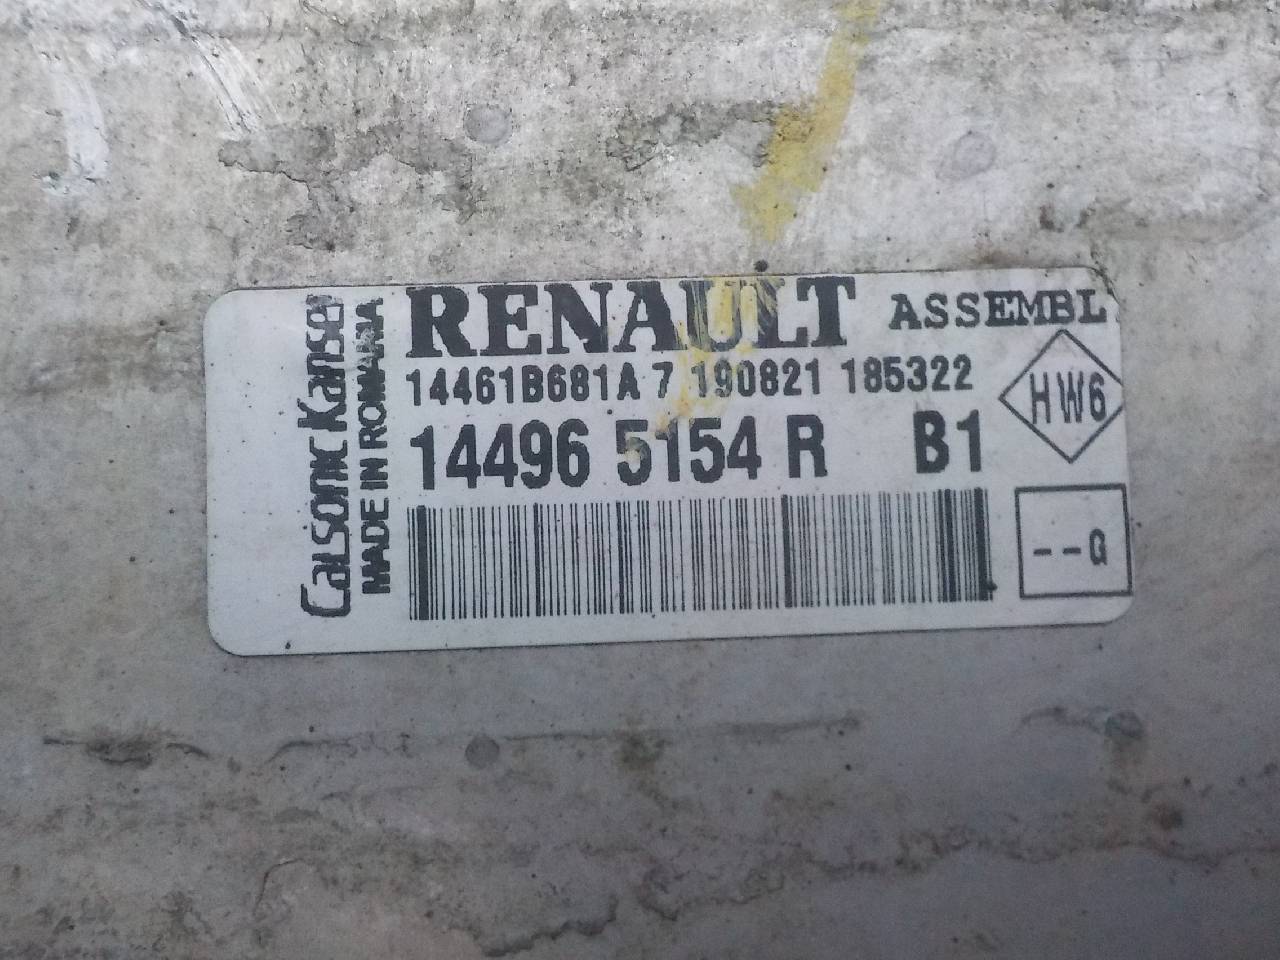 RENAULT ASSEMBL
14461B681A 7 190821 185322
14496 5154 R B1
HW6
--G
Calsonic Kansei
MADE IN ROMANIA